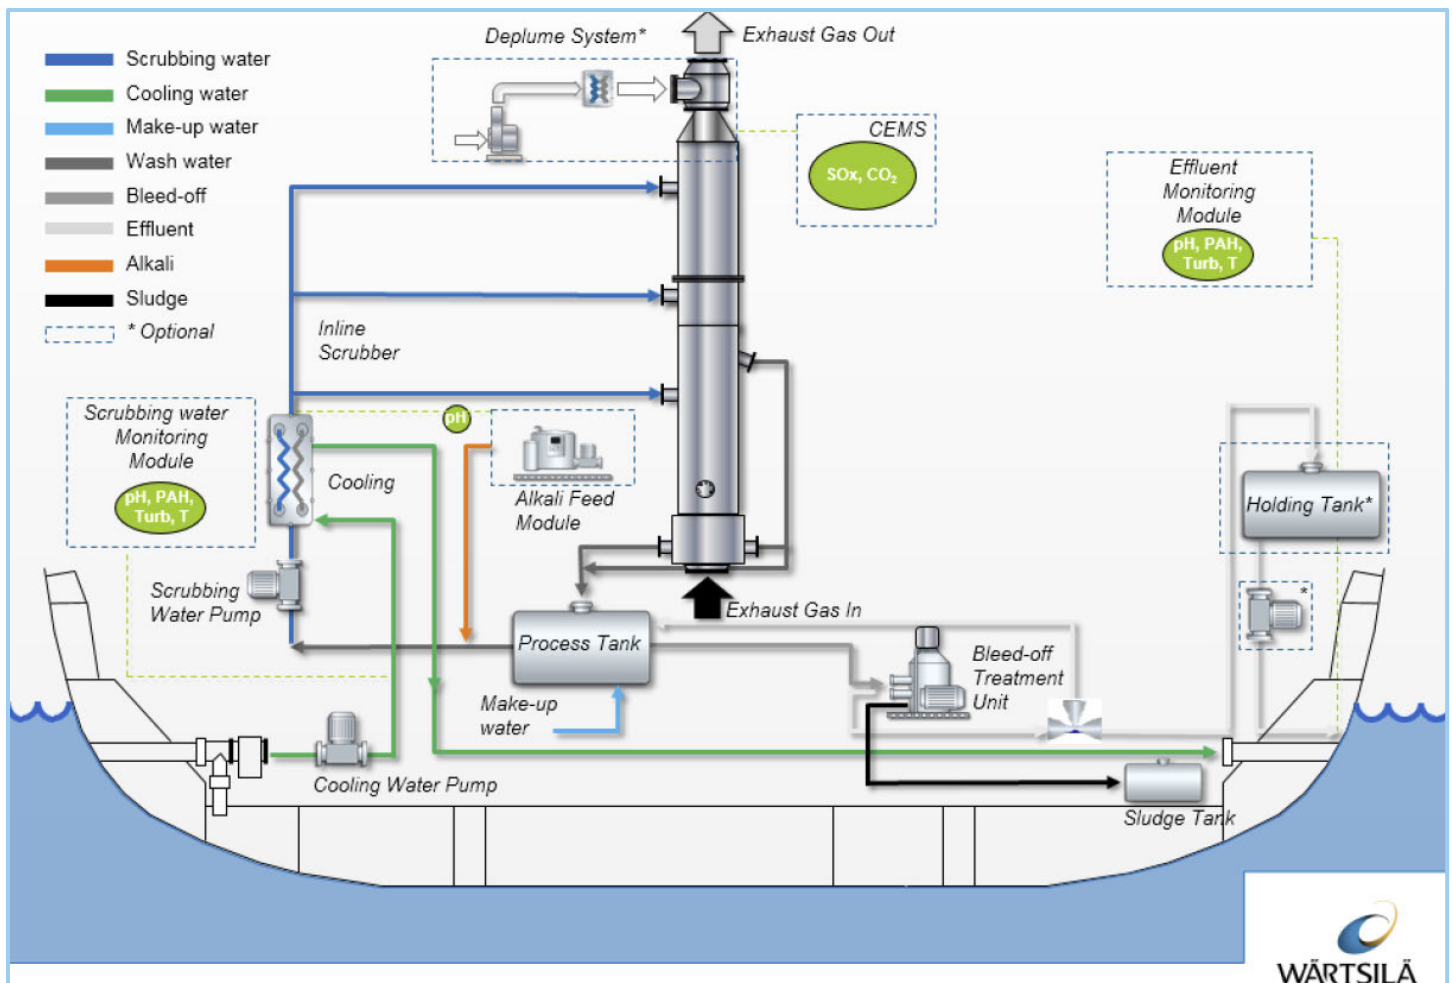 Scrubbing water
Cooling water
Make-up water
Wash water
Bleed-off
Effluent
Alkali
Sludge
* Optional
Deplume System*
Exhaust Gas Out
CEMS
SOx, CO₂
Effluent
Monitoring
Module
pH, PAH,
Turb, T
Inline
Scrubber
Scrubbing water
Monitoring
Module
pH, PAH,
Turb, T
pH
Cooling
Alkali Feed
Module
Holding Tank*
Scrubbing
Water Pump
Exhaust Gas In
*
Process Tank
Bleed-off
Treatment
Unit
Make-up
water
Cooling Water Pump
Sludge Tank
WÄRTSILÄ